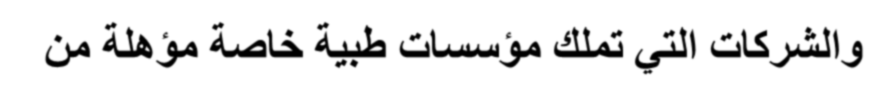 والشركات التي تملك مؤسسات طبية خاصة مؤهلة من